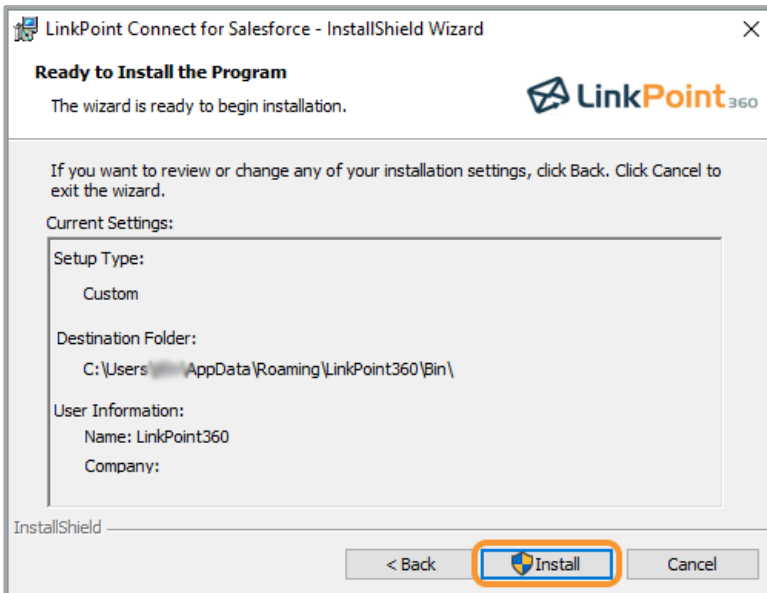 LinkPoint Connect for Salesforce - InstallShield Wizard
Ready to Install the Program
The wizard is ready to begin installation.
LinkPoint360
If you want to review or change any of your installation settings, click Back. Click Cancel to
exit the wizard.
Current Settings:
Setup Type:
Custom
Destination Folder:
C:\Users\ \AppData\Roaming\LinkPoint360\Bin\
User Information:
Name: LinkPoint360
Company:
InstallShield
< Back
Install
Cancel